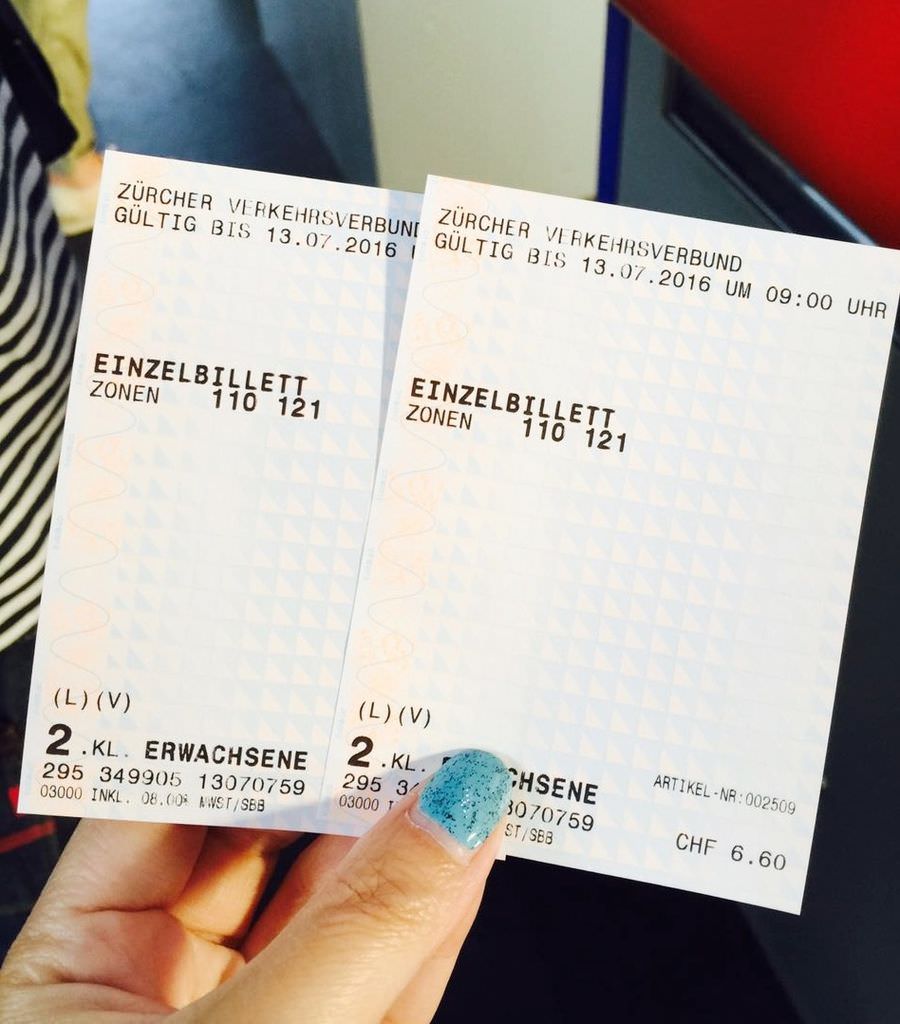 ZÜRCHER VERKEHRSVERBUND
GÜLTIG BIS 13.07.2016
EINZELBILLETT
ZONEN 110 121
(L)(V)
2.KL. ERWACHSENE
295 349905 13070759
03000 INKL. 08.00% MWST/SBB
ZÜRCHER VERKEHRSVERBUND
GÜLTIG BIS 13.07.2016 UM 09:00 UHR
EINZELBILLETT
ZONEN 110 121
(L)(V)
2.KL. CHSENE
ARTIKEL-NR:002509
295 34 3070759
03000 IN ST/SBB
CHF 6.60